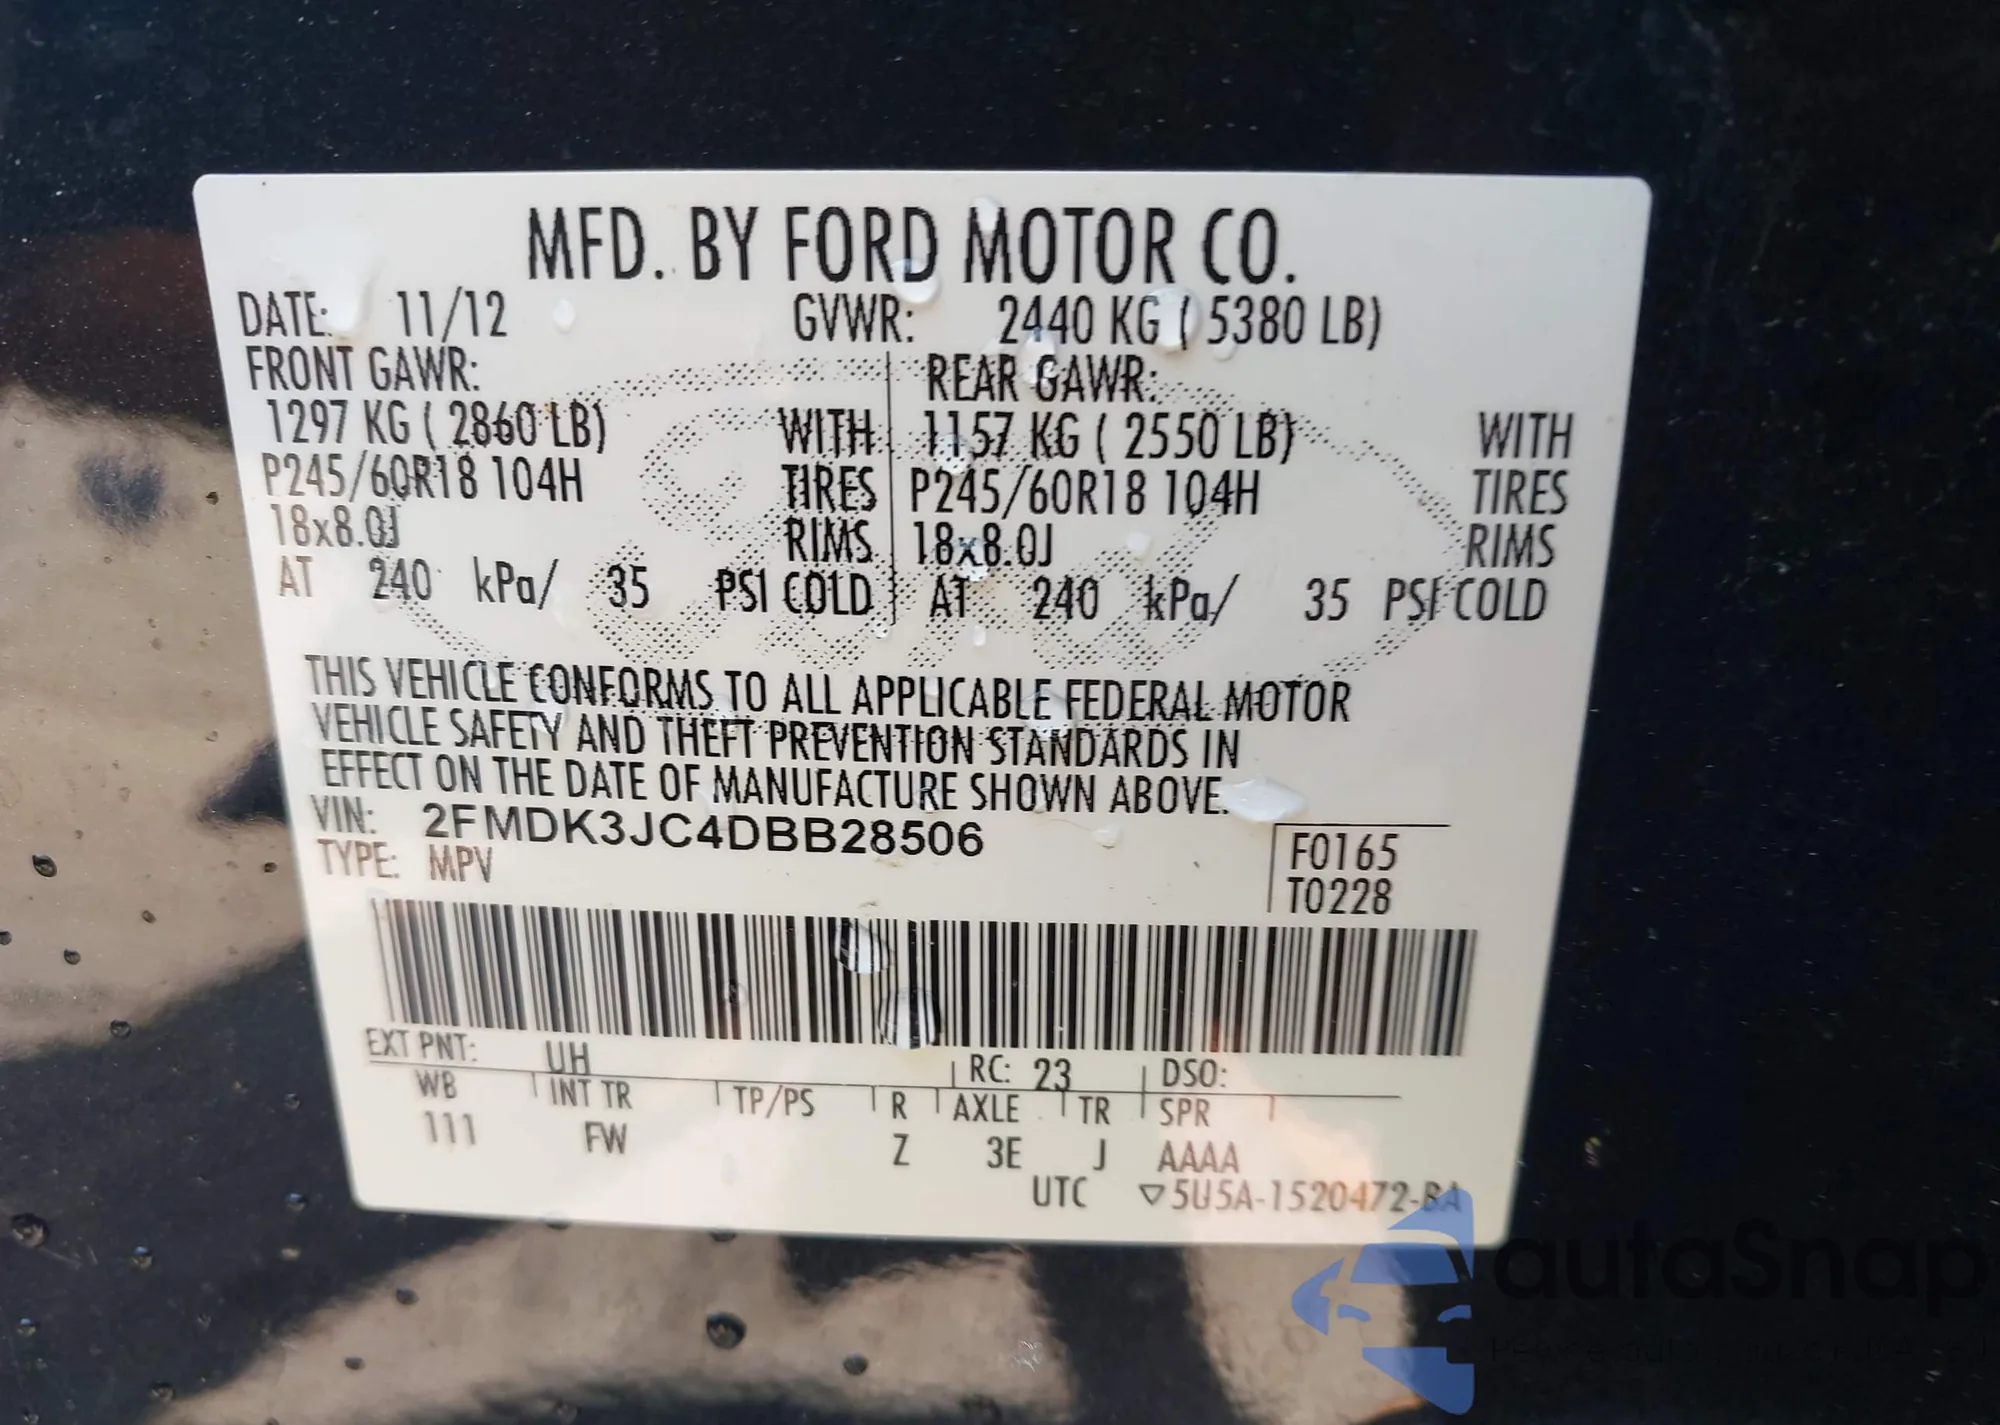 MFD. BY FORD MOTOR CO.
DATE: 11/12 GVWR: 2440 KG ( 5380 LB)
FRONT GAWR: REAR GAWR:
1297 KG ( 2860 LB) WITH 1157 KG ( 2550 LB) WITH
P245/60R18 104H TIRES P245/60R18 104H TIRES
18x8.0J RIMS 18x8.0J RIMS
AT 240 kPa/ 35 PSI COLD AT 240 kPa/ 35 PSI COLD
THIS VEHICLE CONFORMS TO ALL APPLICABLE FEDERAL MOTOR
VEHICLE SAFETY AND THEFT PREVENTION STANDARDS IN
EFFECT ON THE DATE OF MANUFACTURE SHOWN ABOVE.
VIN: 2FMDK3JC4DBB28506
TYPE: MPV
F0165
T0228
EXT PNT: UH RC: 23 DSO:
WB INT TR TP/PS R AXLE TR SPR
111 FW Z 3E J AAAA
UTC ▽5U5A-1520472-BA
autoSnap